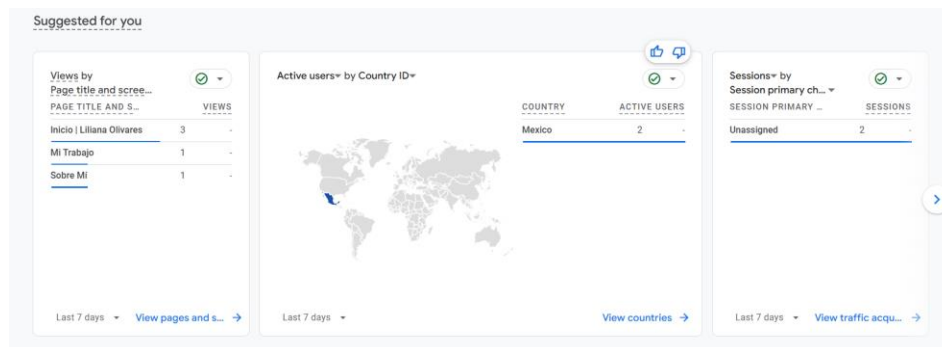 Suggested for you
Views by
Page title and scree...
PAGE TITLE AND S... VIEWS
Inicio | Liliana Olivares 3 -
Mi Trabajo 1 -
Sobre Mí 1 -
Last 7 days View pages and s...
Active users by Country ID
COUNTRY ACTIVE USERS
Mexico 2 -
Last 7 days View countries
Sessions by
Session primary ch...
SESSION PRIMARY ... SESSIONS
Unassigned 2 -
Last 7 days View traffic acqu...